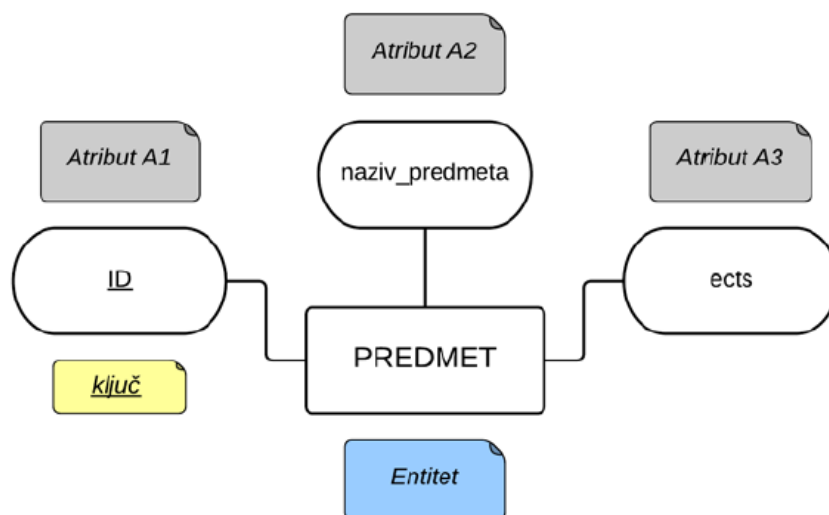 Atribut A2
Atribut A1
naziv_predmeta
Atribut A3
ID
ects
PREDMET
ključ
Entitet